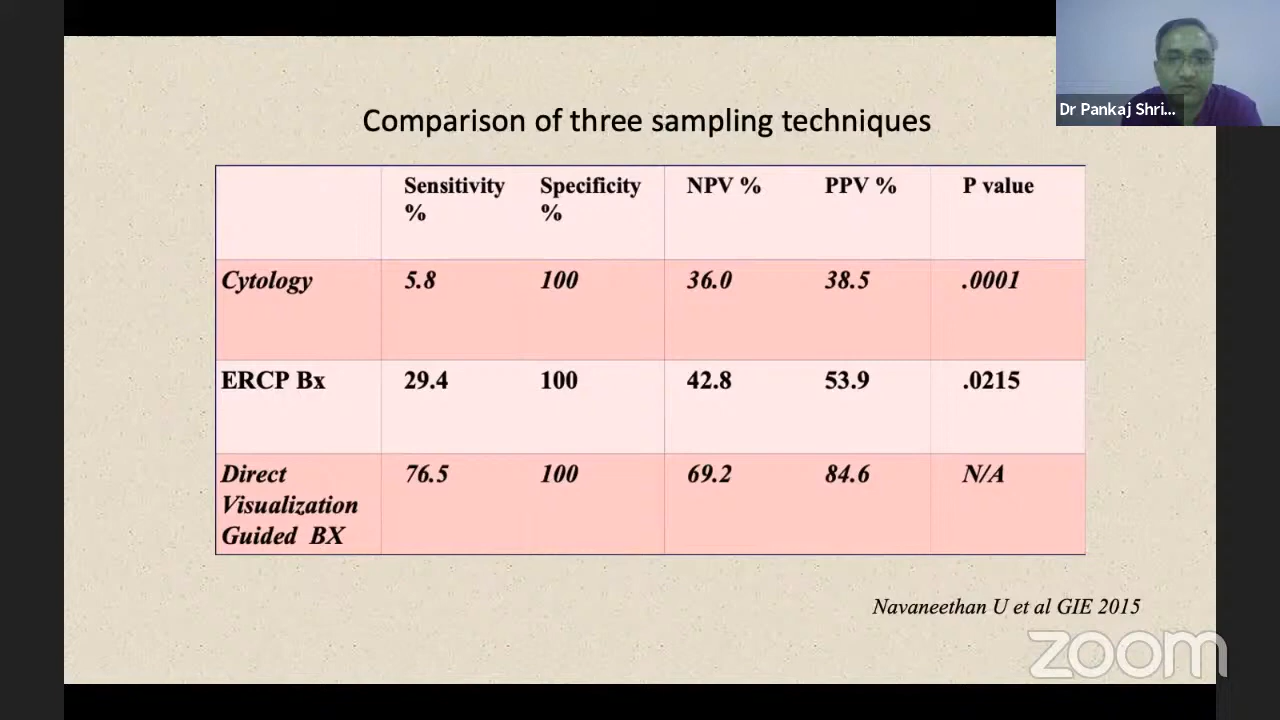 Dr Pankaj Shri...
Comparison of three sampling techniques
Sensitivity % Specificity % NPV % PPV % P value
Cytology 5.8 100 36.0 38.5 .0001
ERCP Bx 29.4 100 42.8 53.9 .0215
Direct Visualization Guided BX 76.5 100 69.2 84.6 N/A
Navaneethan U et al GIE 2015
zoom